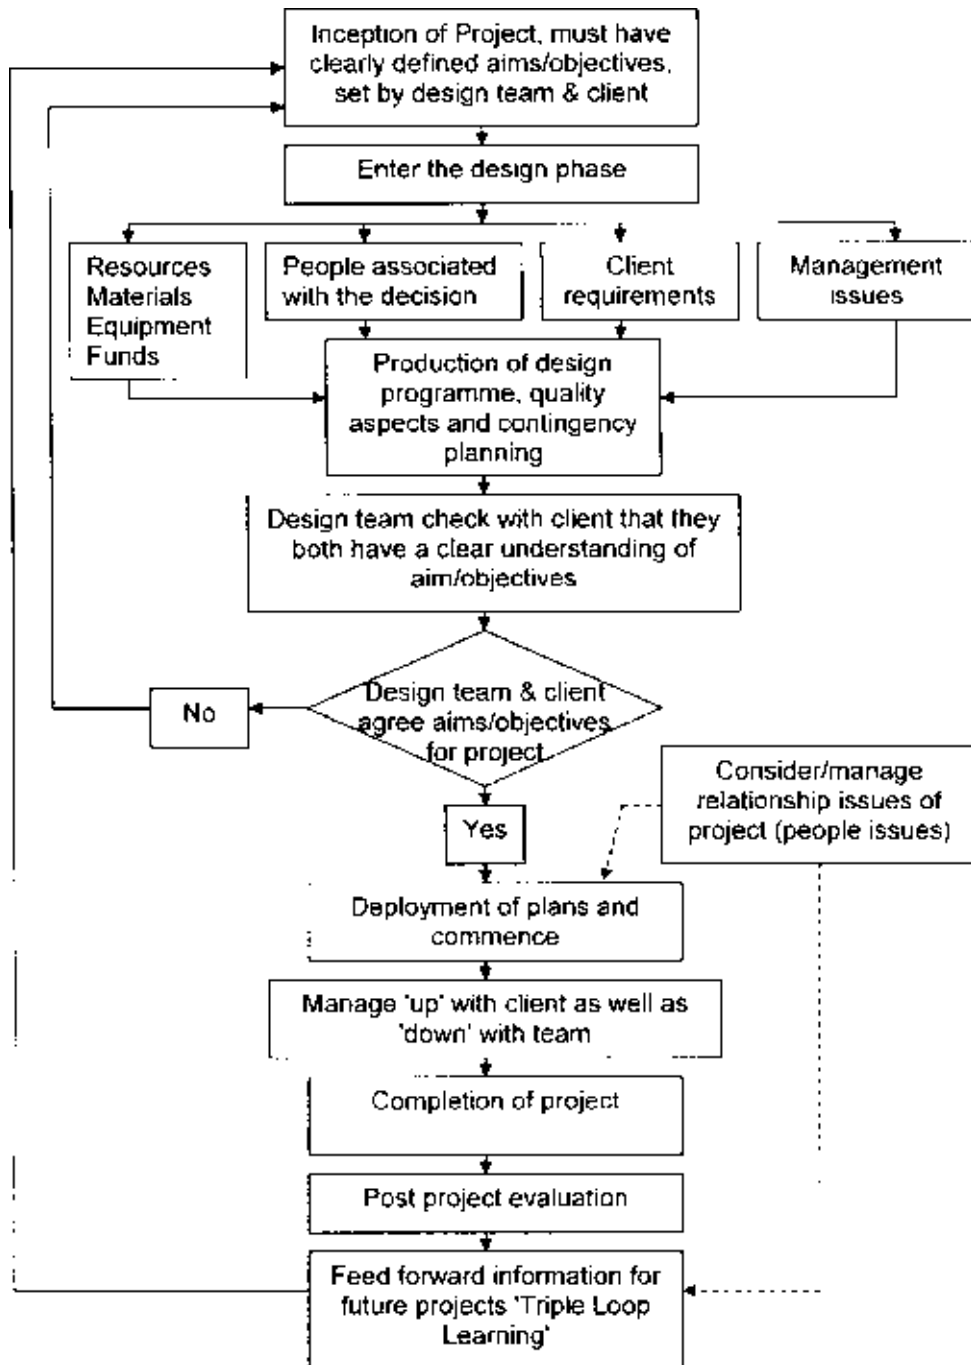 Inception of Project, must have
clearly defined aims/objectives,
set by design team & client
Enter the design phase
Resources
Materials
Equipment
Funds
People associated
with the decision
Client
requirements
Management
issues
Production of design
programme, quality
aspects and contingency
planning
Design team check with client that they
both have a clear understanding of
aim/objectives
Design team & client
agree aims/objectives
for project
No
Yes
Consider/manage
relationship issues of
project (people issues)
Deployment of plans and
commence
Manage 'up' with client as well as
'down' with team
Completion of project
Post project evaluation
Feed forward information for
future projects 'Triple Loop
Learning'